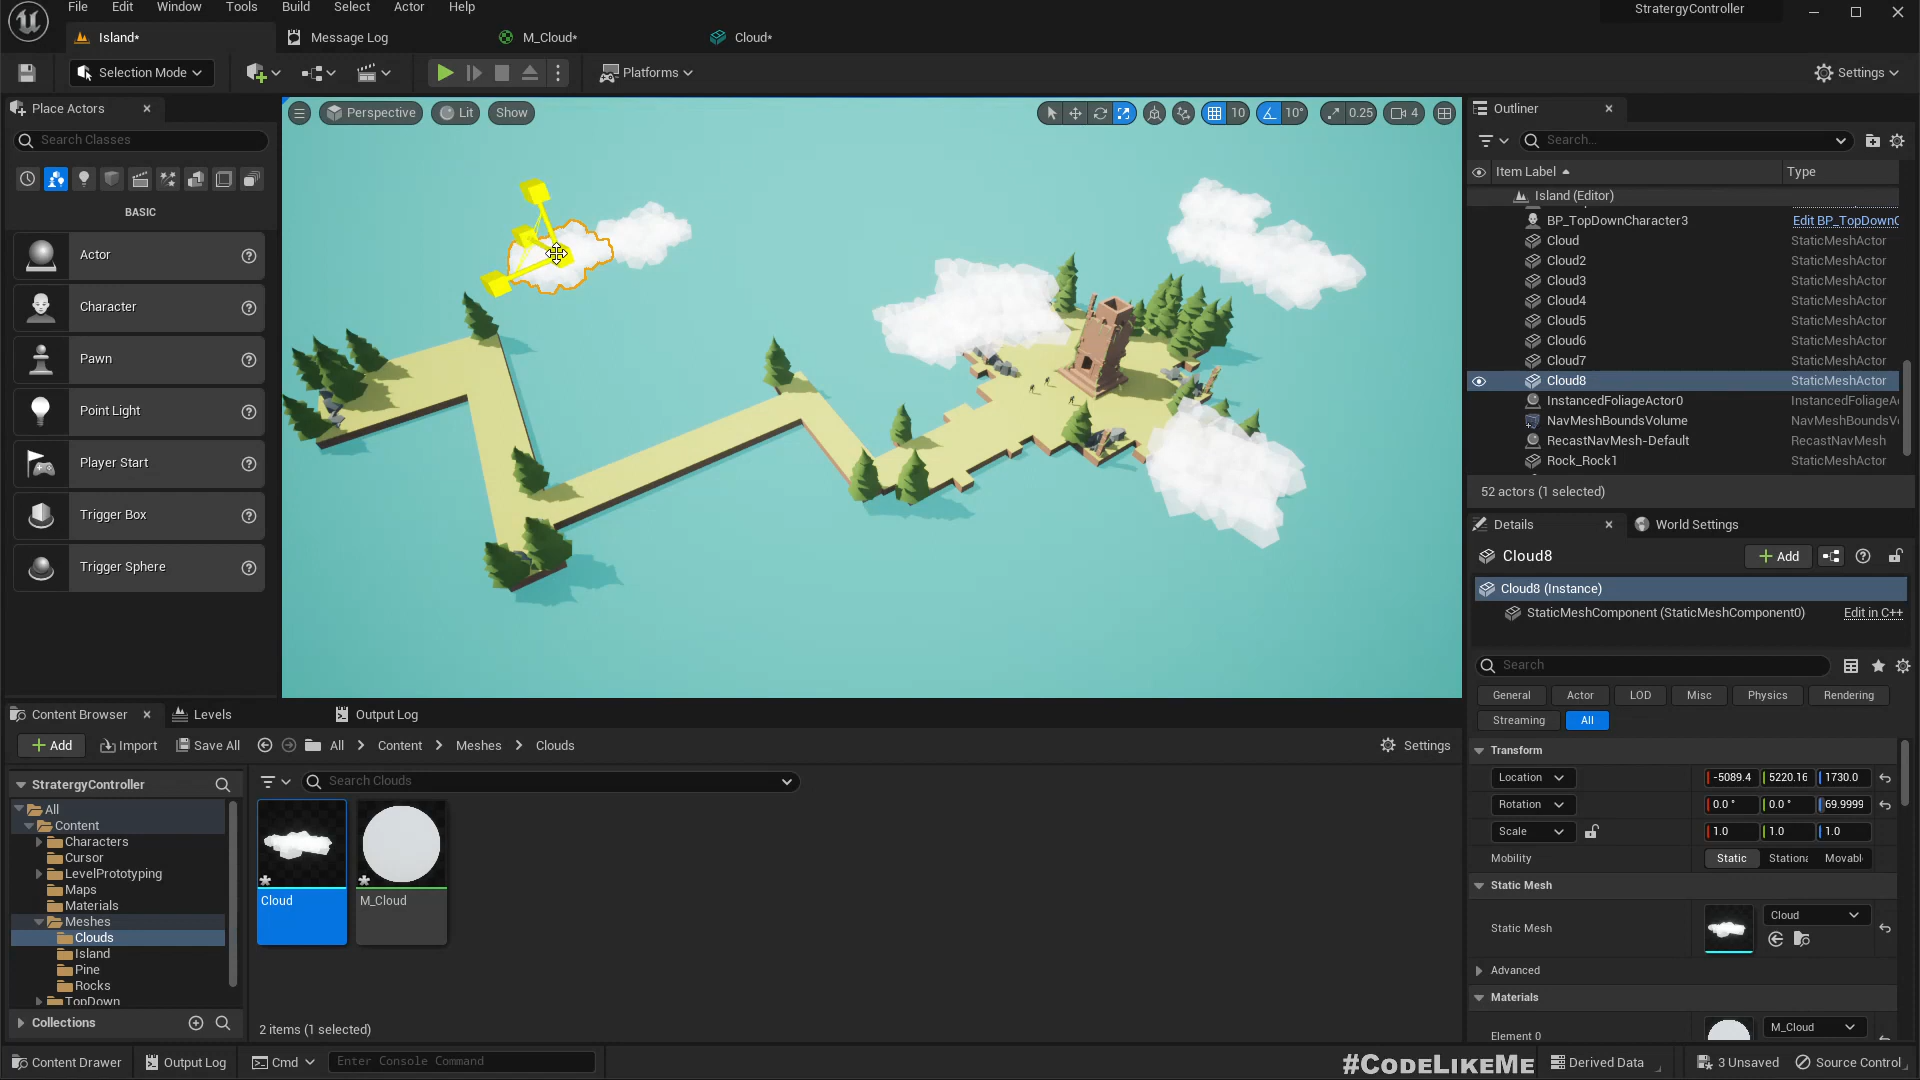 File Edit Window Tools Build Select Actor Help
StratergyController
Island*
Message Log
M_Cloud*
Cloud*
Selection Mode
Platforms
Settings
Place Actors
Search Classes
BASIC
Actor
Character
Pawn
Point Light
Player Start
Trigger Box
Trigger Sphere
Perspective Lit Show
10 10° 0.25 4
Outliner
Search...
Item Label Type
Island (Editor)
BP_TopDownCharacter3 Edit BP_TopDownC
Cloud StaticMeshActor
Cloud2 StaticMeshActor
Cloud3 StaticMeshActor
Cloud4 StaticMeshActor
Cloud5 StaticMeshActor
Cloud6 StaticMeshActor
Cloud7 StaticMeshActor
Cloud8 StaticMeshActor
InstancedFoliageActor0 InstancedFoliageA
NavMeshBoundsVolume NavMeshBoundsV
RecastNavMesh-Default RecastNavMesh
Rock_Rock1 StaticMeshActor
52 actors (1 selected)
Details
World Settings
Cloud8
Add
Cloud8 (Instance)
StaticMeshComponent (StaticMeshComponent0) Edit in C++
Search
General Actor LOD Misc Physics Rendering
Streaming All
Transform
Location -5089.4 5220.16 1730.0
Rotation 0.0° 0.0° 69.9999
Scale 1.0 1.0 1.0
Mobility Static Stationa Movabl
Static Mesh
Static Mesh Cloud
Advanced
Materials
Element 0 M_Cloud
Content Browser
Levels
Output Log
Add Import Save All All Content Meshes Clouds Settings
StratergyController
Search Clouds
All
Content
Characters
Cursor
LevelPrototyping
Maps
Materials
Meshes
Clouds
Island
Pine
Rocks
TopDown
Collections
Cloud
M_Cloud
2 items (1 selected)
Content Drawer Output Log Cmd Enter Console Command
#CODELIKEME
Derived Data 3 Unsaved Source Control